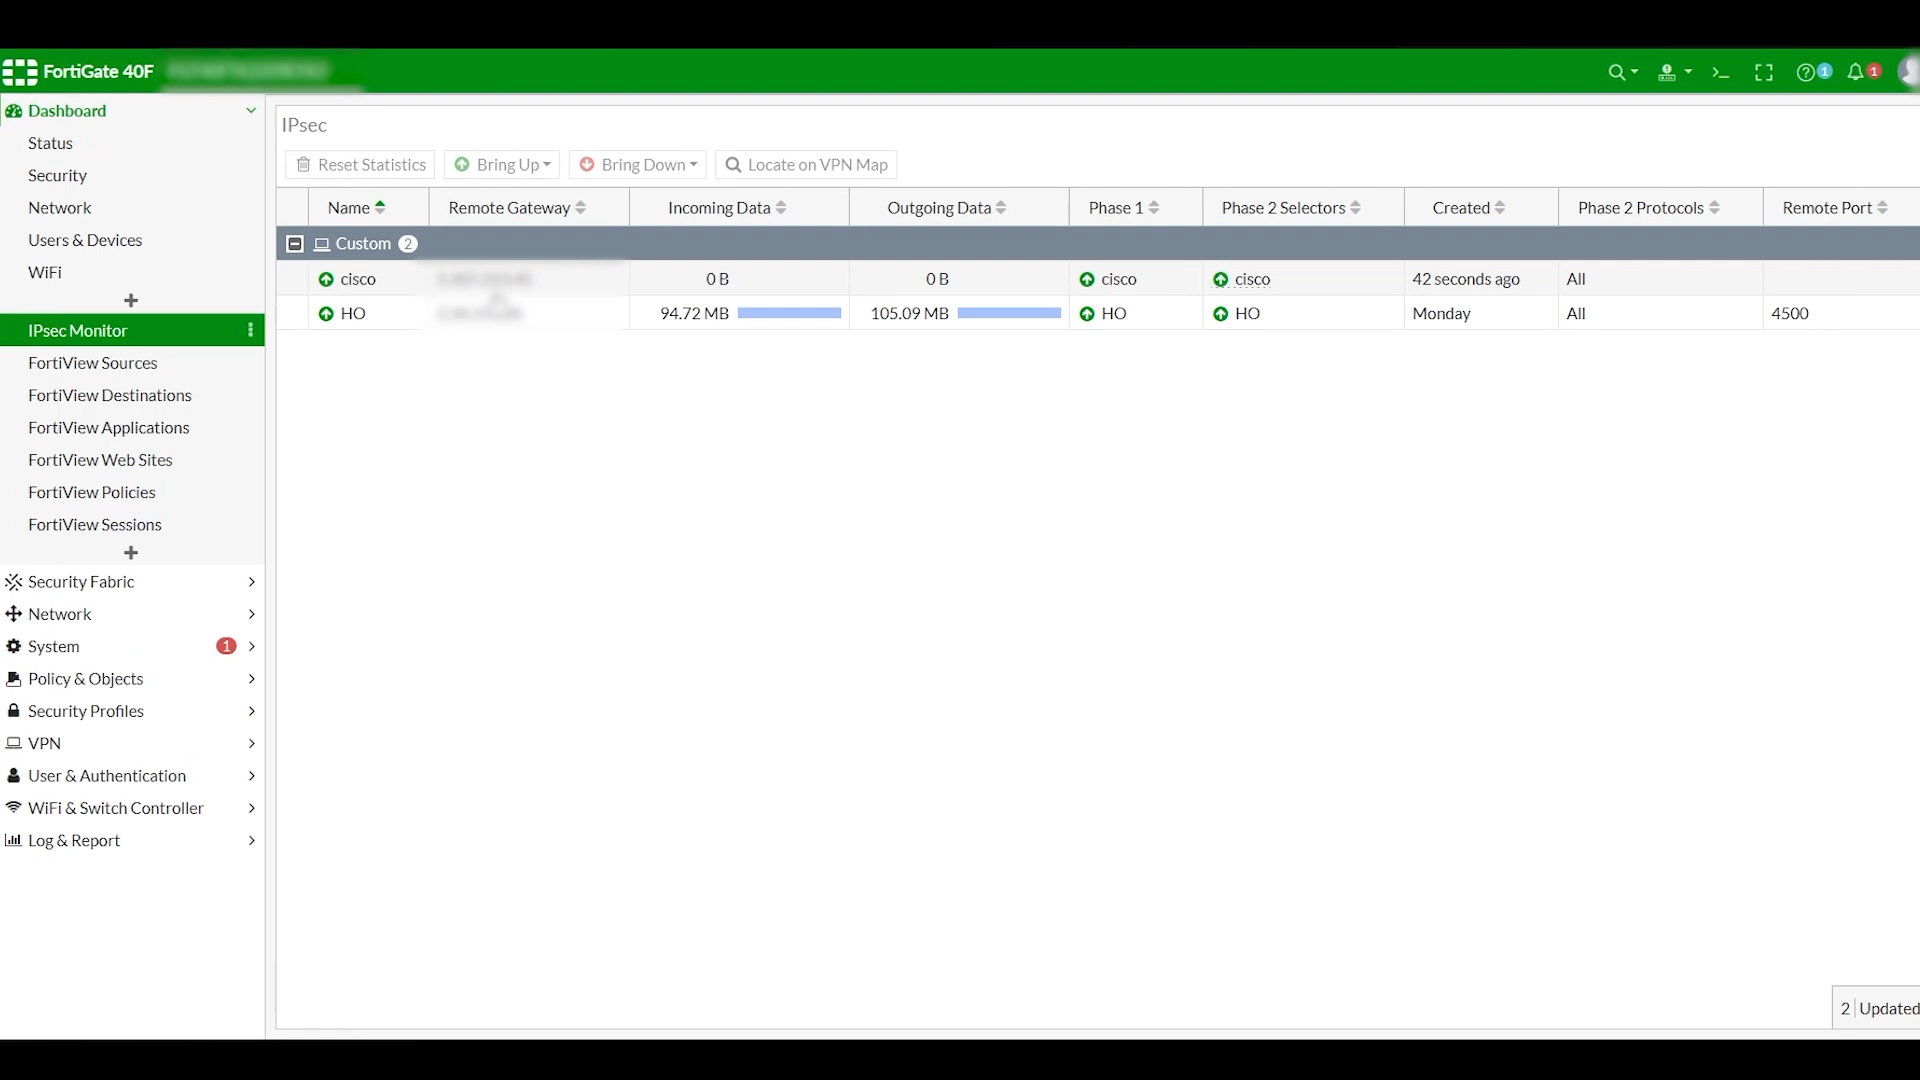 FortiGate 40F
1
1
Dashboard
Status
Security
Network
Users & Devices
WiFi
IPsec Monitor
FortiView Sources
FortiView Destinations
FortiView Applications
FortiView Web Sites
FortiView Policies
FortiView Sessions
Security Fabric
Network
System 1
Policy & Objects
Security Profiles
VPN
User & Authentication
WiFi & Switch Controller
Log & Report
IPsec
Reset Statistics Bring Up Bring Down Locate on VPN Map
Name Remote Gateway Incoming Data Outgoing Data Phase 1 Phase 2 Selectors Created Phase 2 Protocols Remote Port
Custom 2
cisco 0 B 0 B cisco cisco 42 seconds ago All
HO 94.72 MB 105.09 MB HO HO Monday All 4500
2 Updated